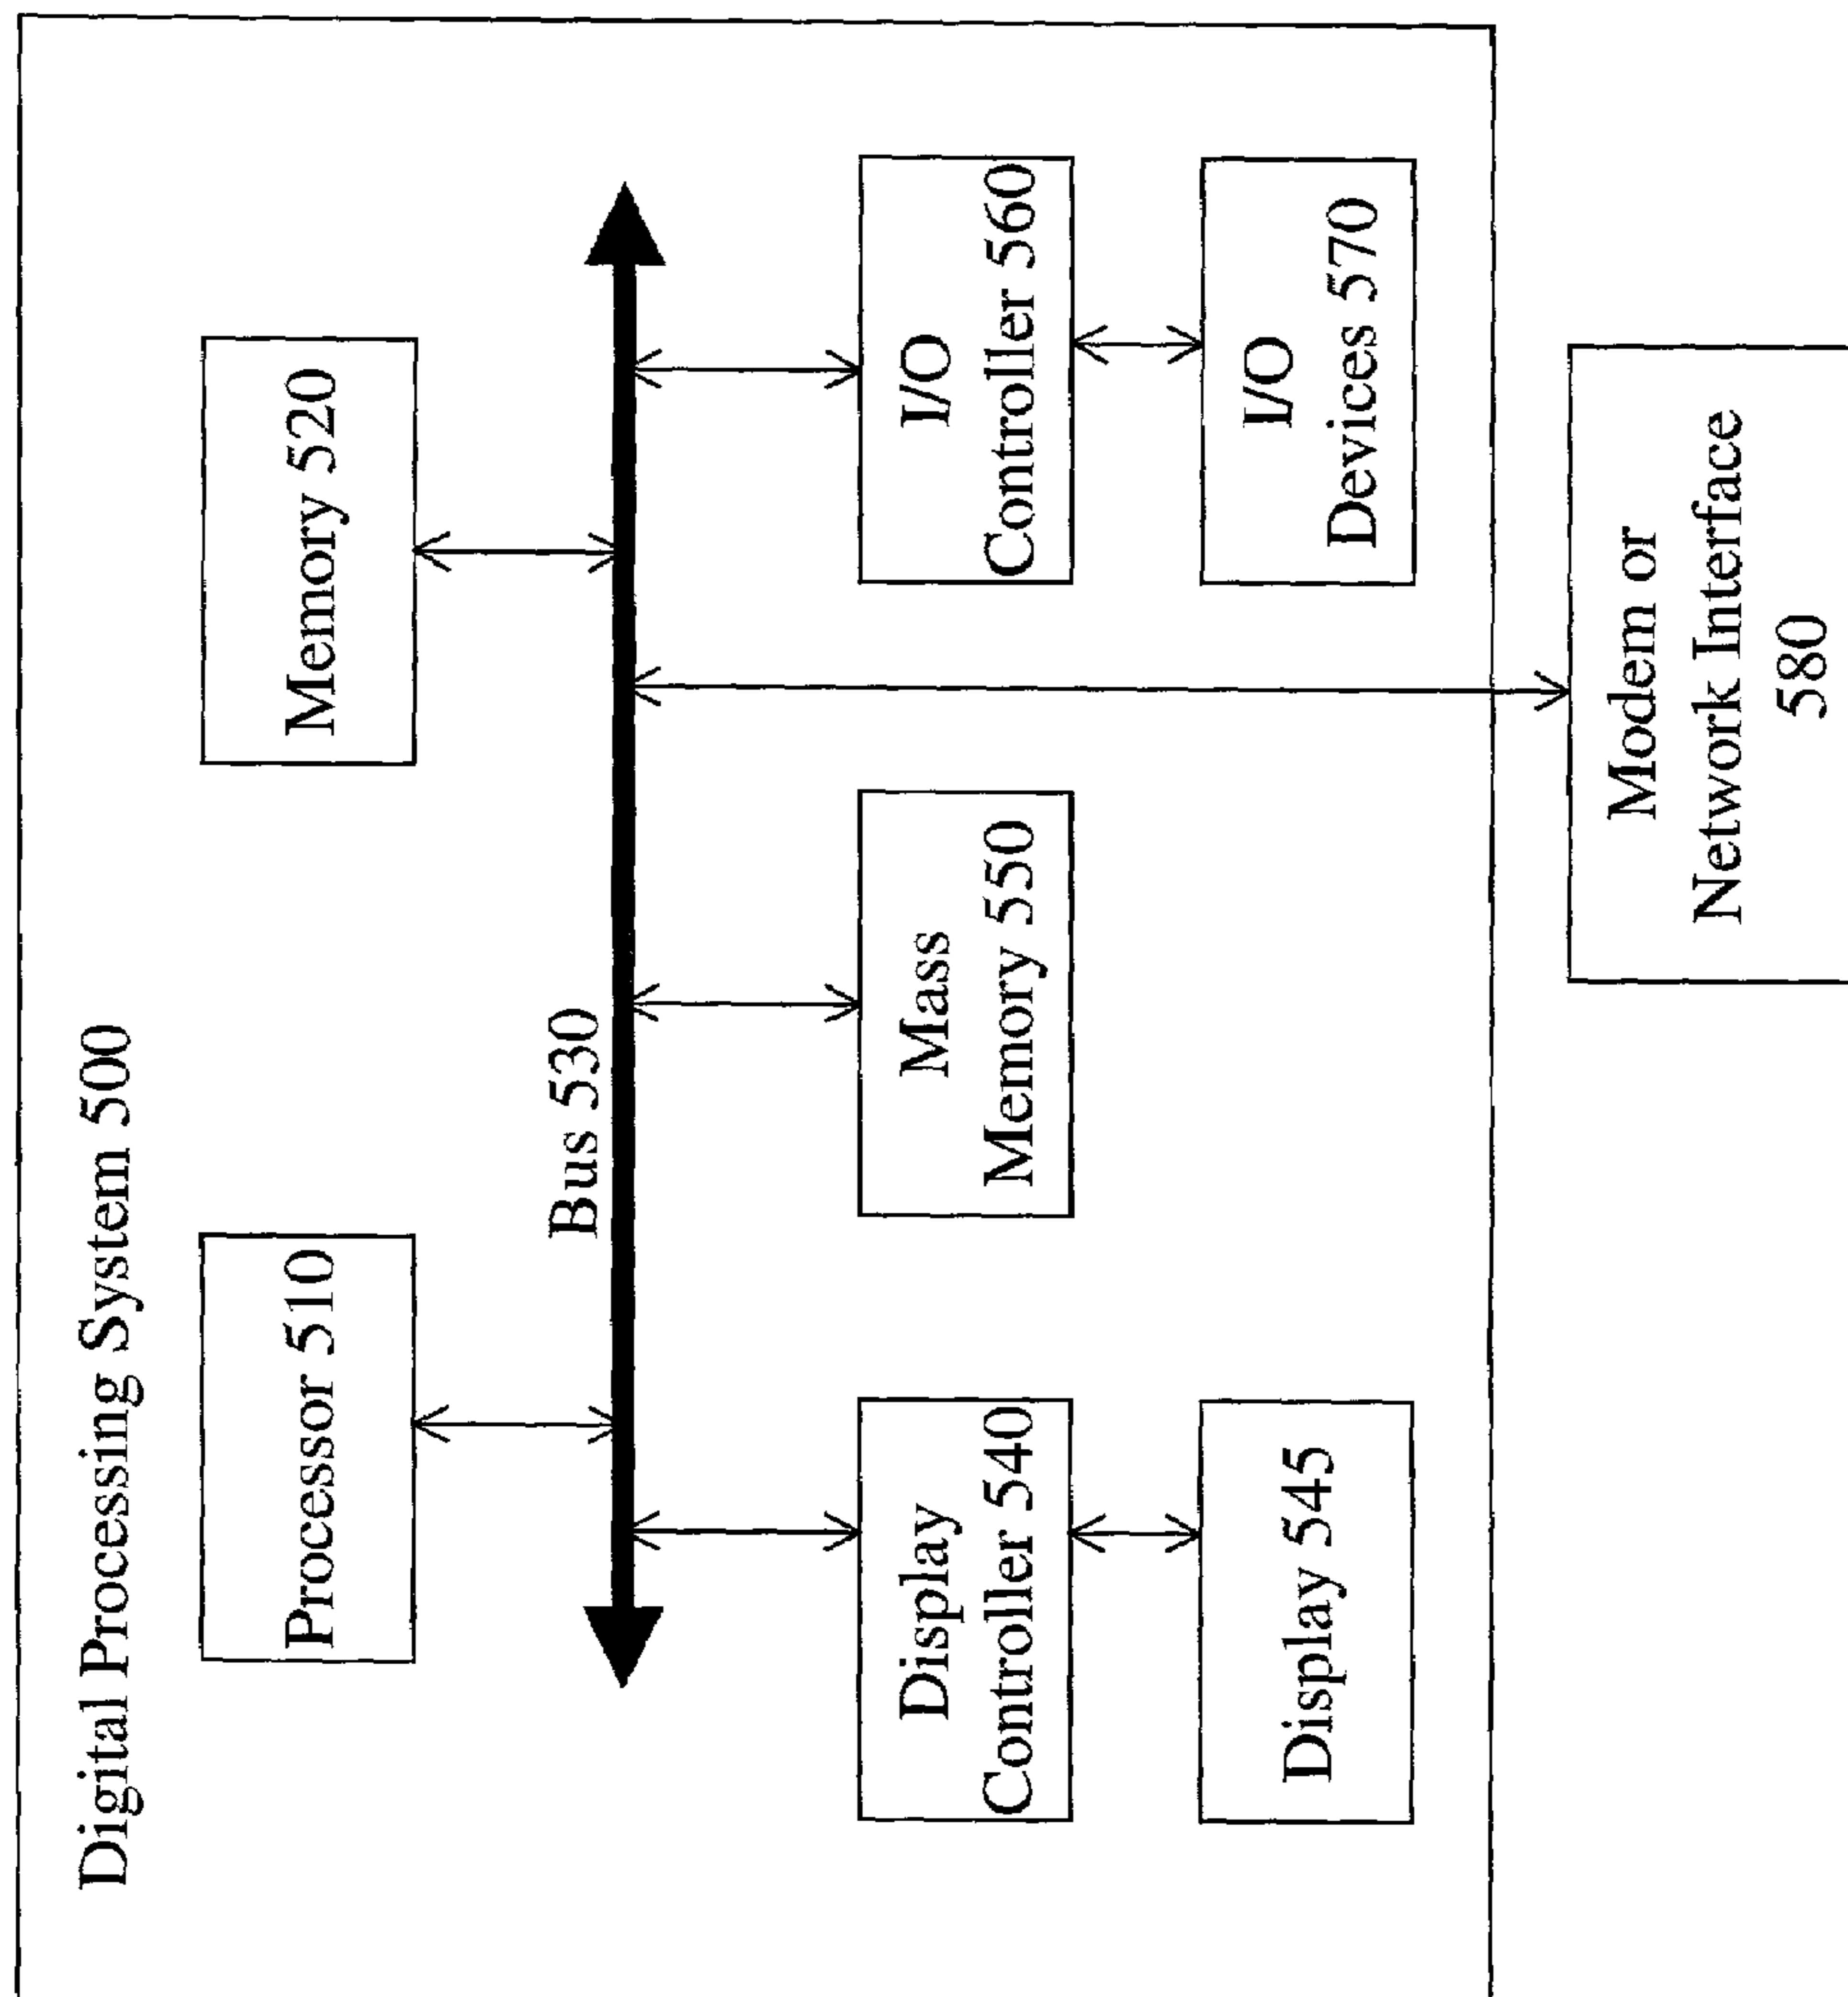 Digital Processing System 500
Processor 510
Memory 520
Bus 530
Display
Controller 540
Mass
Memory 550
I/O
Controller 560
Display 545
I/O
Devices 570
Modem or
Network Interface
580